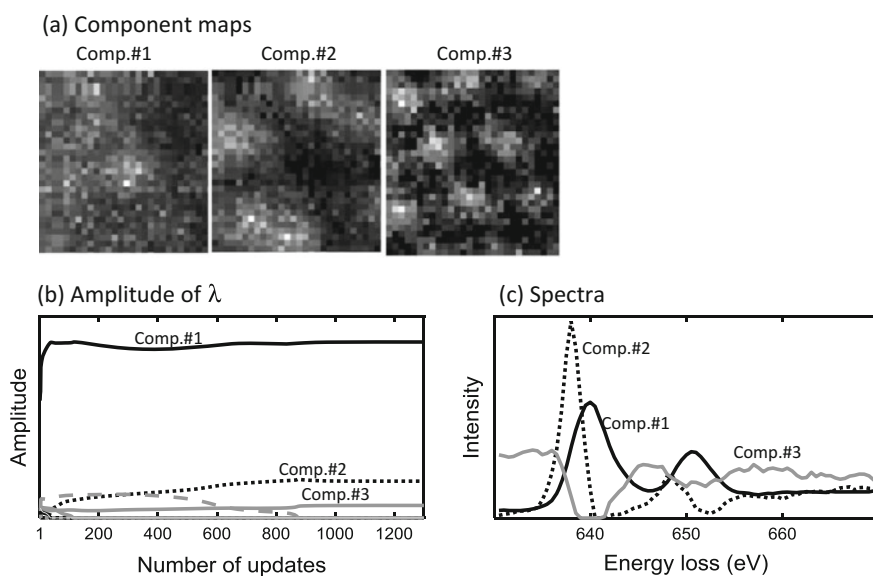 (a) Component maps
Comp.#1 Comp.#2 Comp.#3
(b) Amplitude of λ
Comp.#1
Comp.#2
Comp.#3
Amplitude
1 200 400 600 800 1000 1200
Number of updates
(c) Spectra
Comp.#2
Comp.#1
Comp.#3
Intensity
640 650 660
Energy loss (eV)